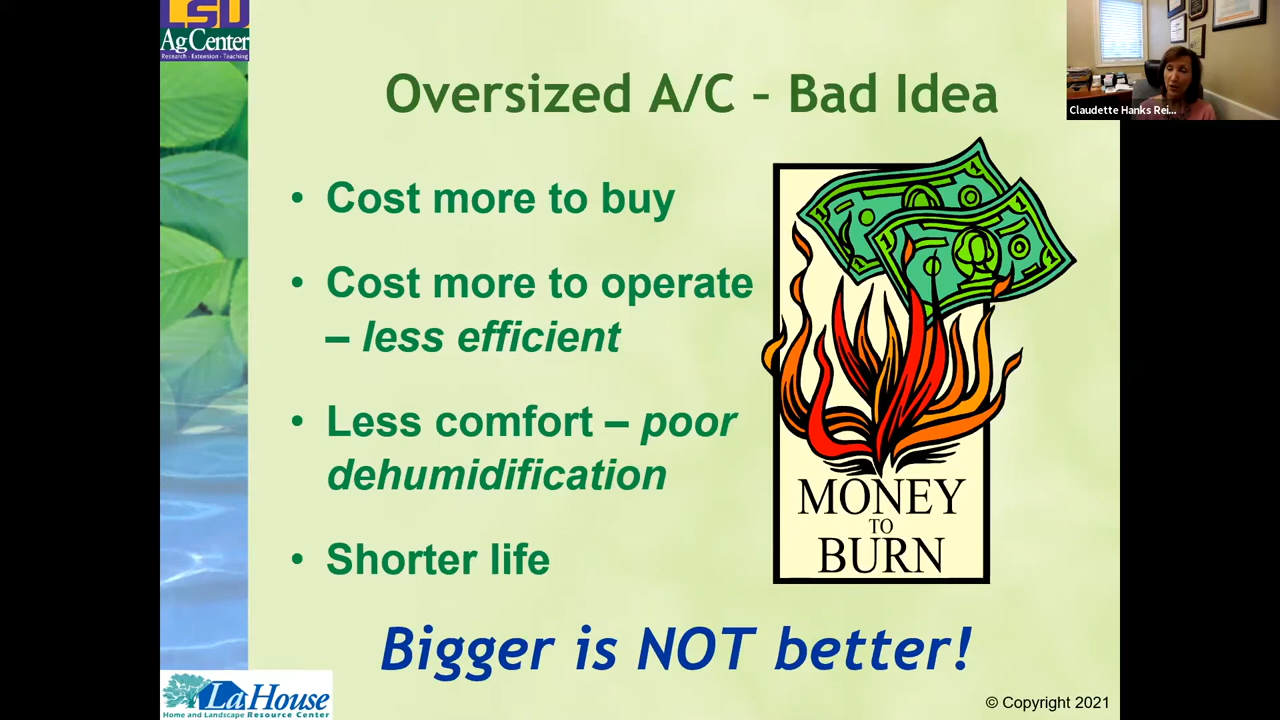 LSU
AgCenter
Research · Extension · Teaching
Claudette Hanks Rei...
Oversized A/C – Bad Idea
• Cost more to buy
• Cost more to operate
– less efficient
• Less comfort – poor
dehumidification
• Shorter life
MONEY
TO
BURN
Bigger is NOT better!
LaHouse
Home and Landscape Resource Center
© Copyright 2021